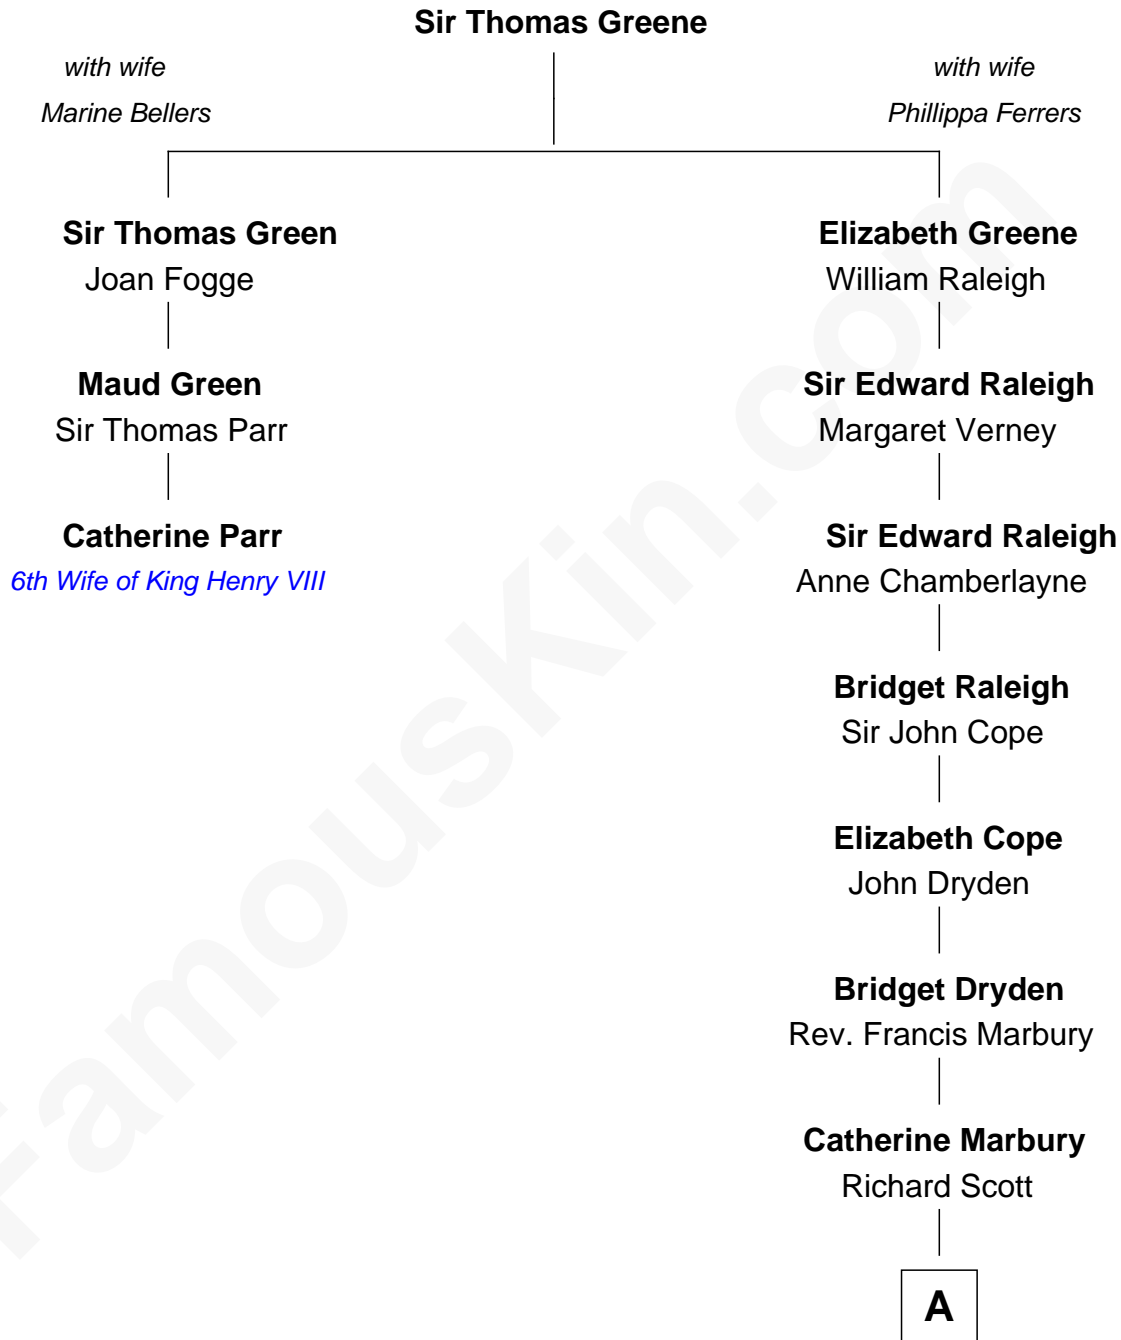 Sir Thomas Greene
with wife
Marine Bellers
with wife
Phillippa Ferrers
Sir Thomas Green
Joan Fogge
Elizabeth Greene
William Raleigh
Maud Green
Sir Thomas Parr
Sir Edward Raleigh
Margaret Verney
Catherine Parr
6th Wife of King Henry VIII
Sir Edward Raleigh
Anne Chamberlayne
Bridget Raleigh
Sir John Cope
Elizabeth Cope
John Dryden
Bridget Dryden
Rev. Francis Marbury
Catherine Marbury
Richard Scott
A
FamousKin.com